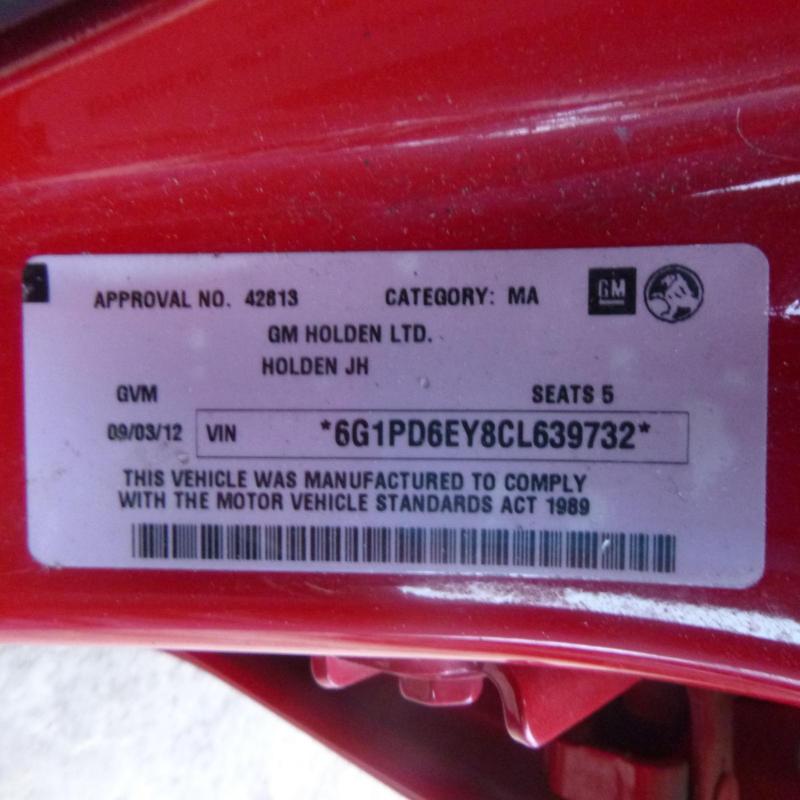 APPROVAL NO. 42813 CATEGORY: MA GM
GM HOLDEN LTD.
HOLDEN JH
GVM SEATS 5
09/03/12 VIN *6G1PD6EY8CL639732*
THIS VEHICLE WAS MANUFACTURED TO COMPLY
WITH THE MOTOR VEHICLE STANDARDS ACT 1989